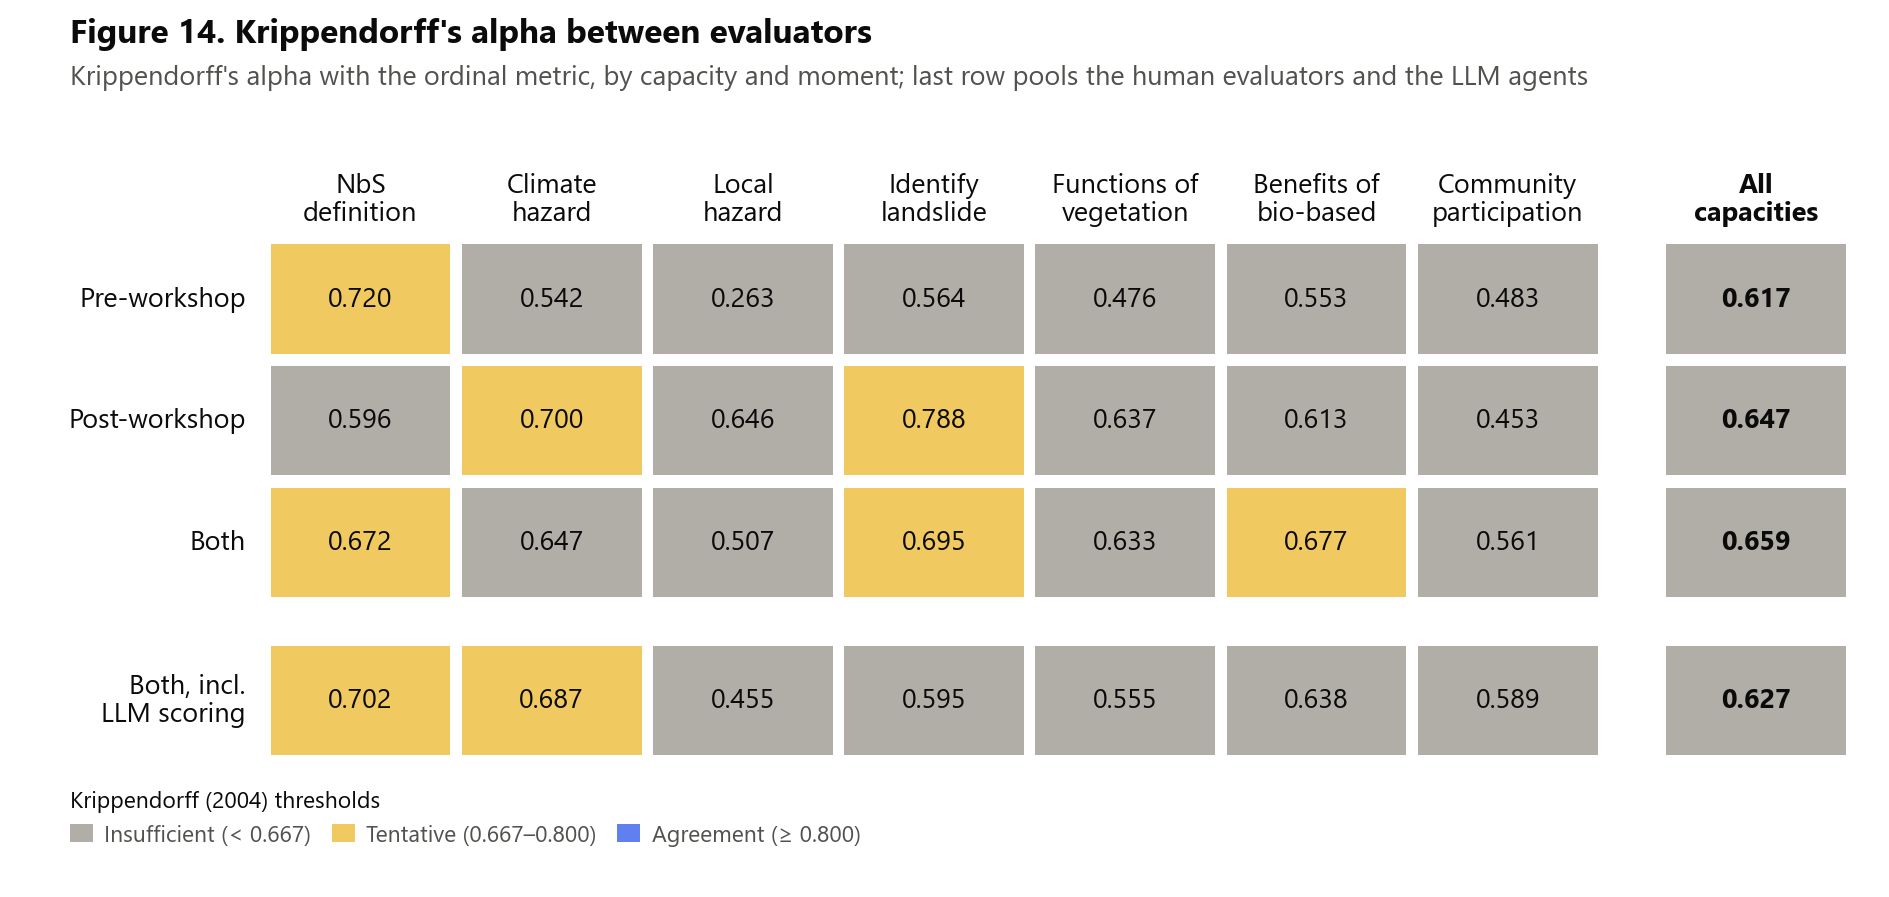 Figure 14. Krippendorff's alpha between evaluators
Krippendorff's alpha with the ordinal metric, by capacity and moment; last row pools the human evaluators and the LLM agents
NbS definition
Climate hazard
Local hazard
Identify landslide
Functions of vegetation
Benefits of bio-based
Community participation
All capacities
Pre-workshop 0.720 0.542 0.263 0.564 0.476 0.553 0.483 0.617
Post-workshop 0.596 0.700 0.646 0.788 0.637 0.613 0.453 0.647
Both 0.672 0.647 0.507 0.695 0.633 0.677 0.561 0.659
Both, incl.
LLM scoring 0.702 0.687 0.455 0.595 0.555 0.638 0.589 0.627
Krippendorff (2004) thresholds
Insufficient (< 0.667) Tentative (0.667–0.800) Agreement (≥ 0.800)